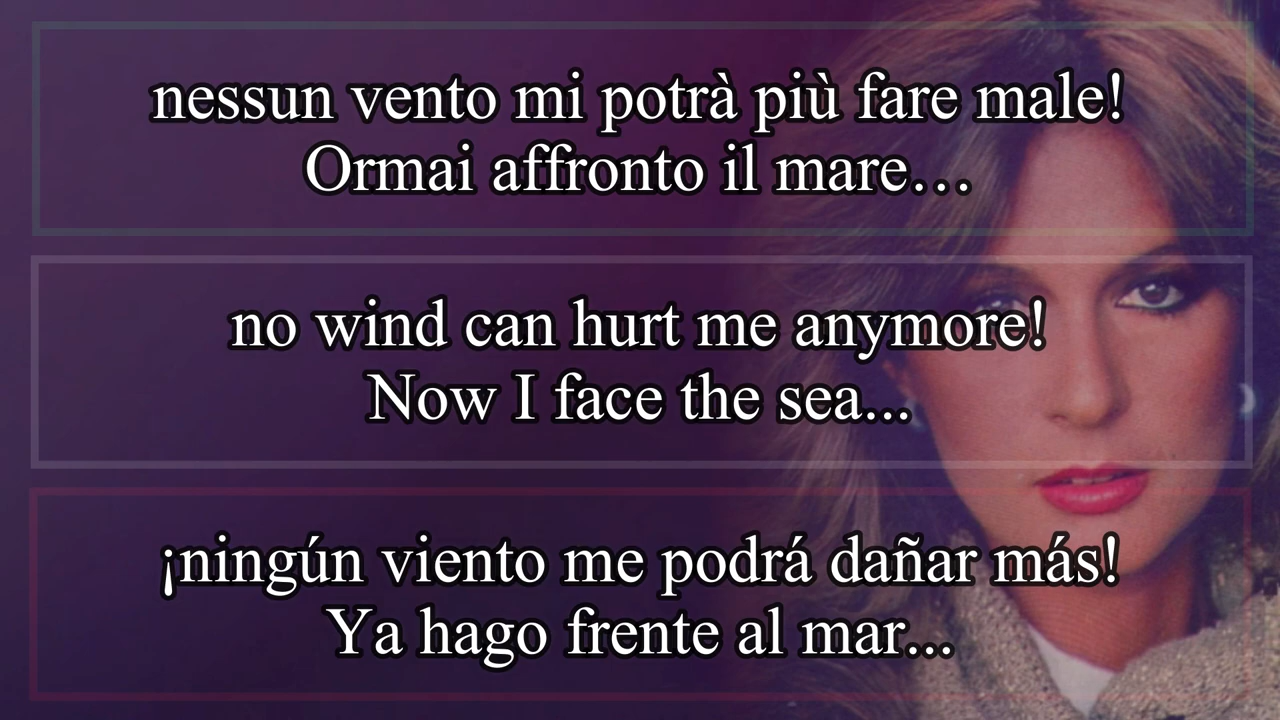 nessun vento mi potrà più fare male!
Ormai affronto il mare…
no wind can hurt me anymore!
Now I face the sea...
¡ningún viento me podrá dañar más!
Ya hago frente al mar...